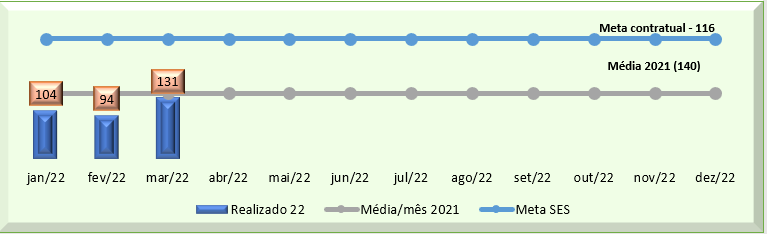 Meta contratual - 116
Média 2021 (140)
104
94
131
jan/22 fev/22 mar/22 abr/22 mai/22 jun/22 jul/22 ago/22 set/22 out/22 nov/22 dez/22
Realizado 22 Média/mês 2021 Meta SES